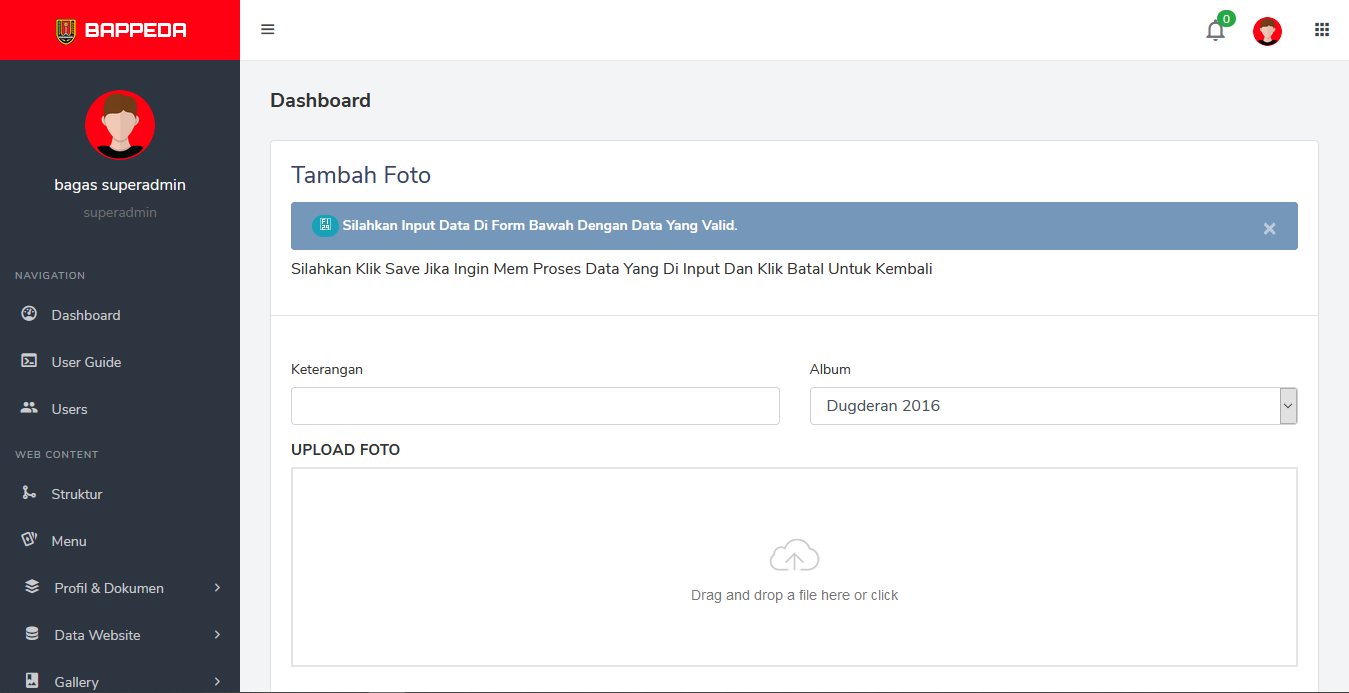 BAPPEDA
0
bagas superadmin
superadmin
NAVIGATION
Dashboard
User Guide
Users
WEB CONTENT
Struktur
Menu
Profil & Dokumen
Data Website
Gallery
Dashboard
Tambah Foto
Silahkan Input Data Di Form Bawah Dengan Data Yang Valid.
Silahkan Klik Save Jika Ingin Mem Proses Data Yang Di Input Dan Klik Batal Untuk Kembali
Keterangan
Album
Dugderan 2016
UPLOAD FOTO
Drag and drop a file here or click